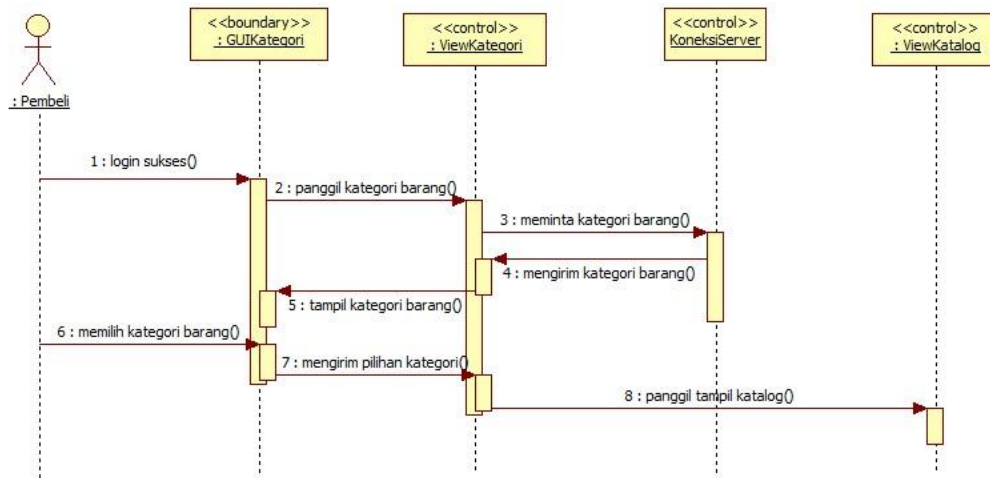 <<boundary>>
: GUIKategori
<<control>>
: ViewKategori
<<control>>
KoneksiServer
<<control>>
: ViewKatalog
: Pembeli
1 : login sukses()
2 : panggil kategori barang()
3 : meminta kategori barang()
4 : mengirim kategori barang()
5 : tampil kategori barang()
6 : memilih kategori barang()
7 : mengirim pilihan kategori()
8 : panggil tampil katalog()